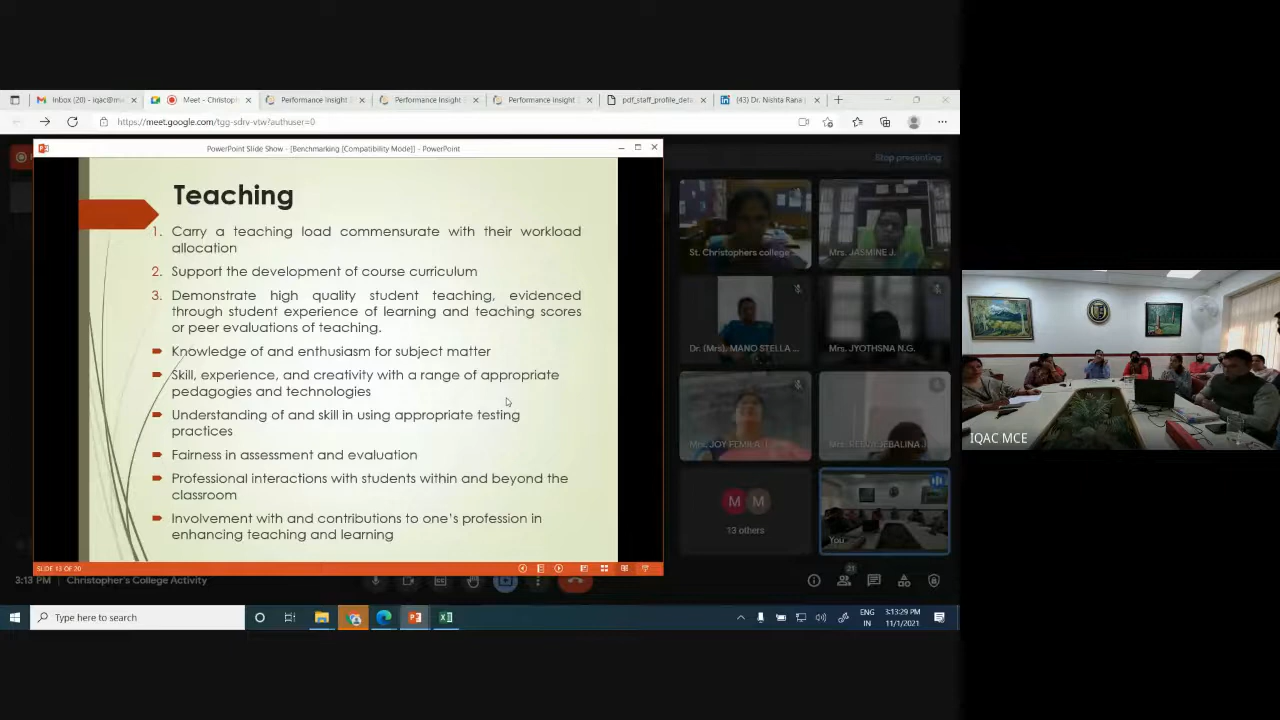 Inbox (20) - iqac@m
Meet - Christoph
Performance Insight
Performance Insight
Performance Insight
pdf_staff_profile_deta
(43) Dr. Nishta Rana
https://meet.google.com/tgg-sdrv-vtw?authuser=0
PowerPoint Slide Show - [Benchmarking [Compatibility Mode]] - PowerPoint
Stop presenting
Teaching
1. Carry a teaching load commensurate with their workload
allocation
2. Support the development of course curriculum
3. Demonstrate high quality student teaching, evidenced
through student experience of learning and teaching scores
or peer evaluations of teaching.
Knowledge of and enthusiasm for subject matter
Skill, experience, and creativity with a range of appropriate
pedagogies and technologies
Understanding of and skill in using appropriate testing
practices
Fairness in assessment and evaluation
Professional interactions with students within and beyond the
classroom
Involvement with and contributions to one's profession in
enhancing teaching and learning
SLIDE 13 OF 20
St. Christophers college ...
Mrs. JASMINE J.
Dr. (Mrs). MANO STELLA ...
Mrs. JYOTHSNA N.G.
Mrs. JOY FEMILA
M M
13 others
You
IQAC MCE
3:13 PM
Christopher's College Activity
21
Type here to search
ENG
IN
3:13:29 PM
11/1/2021